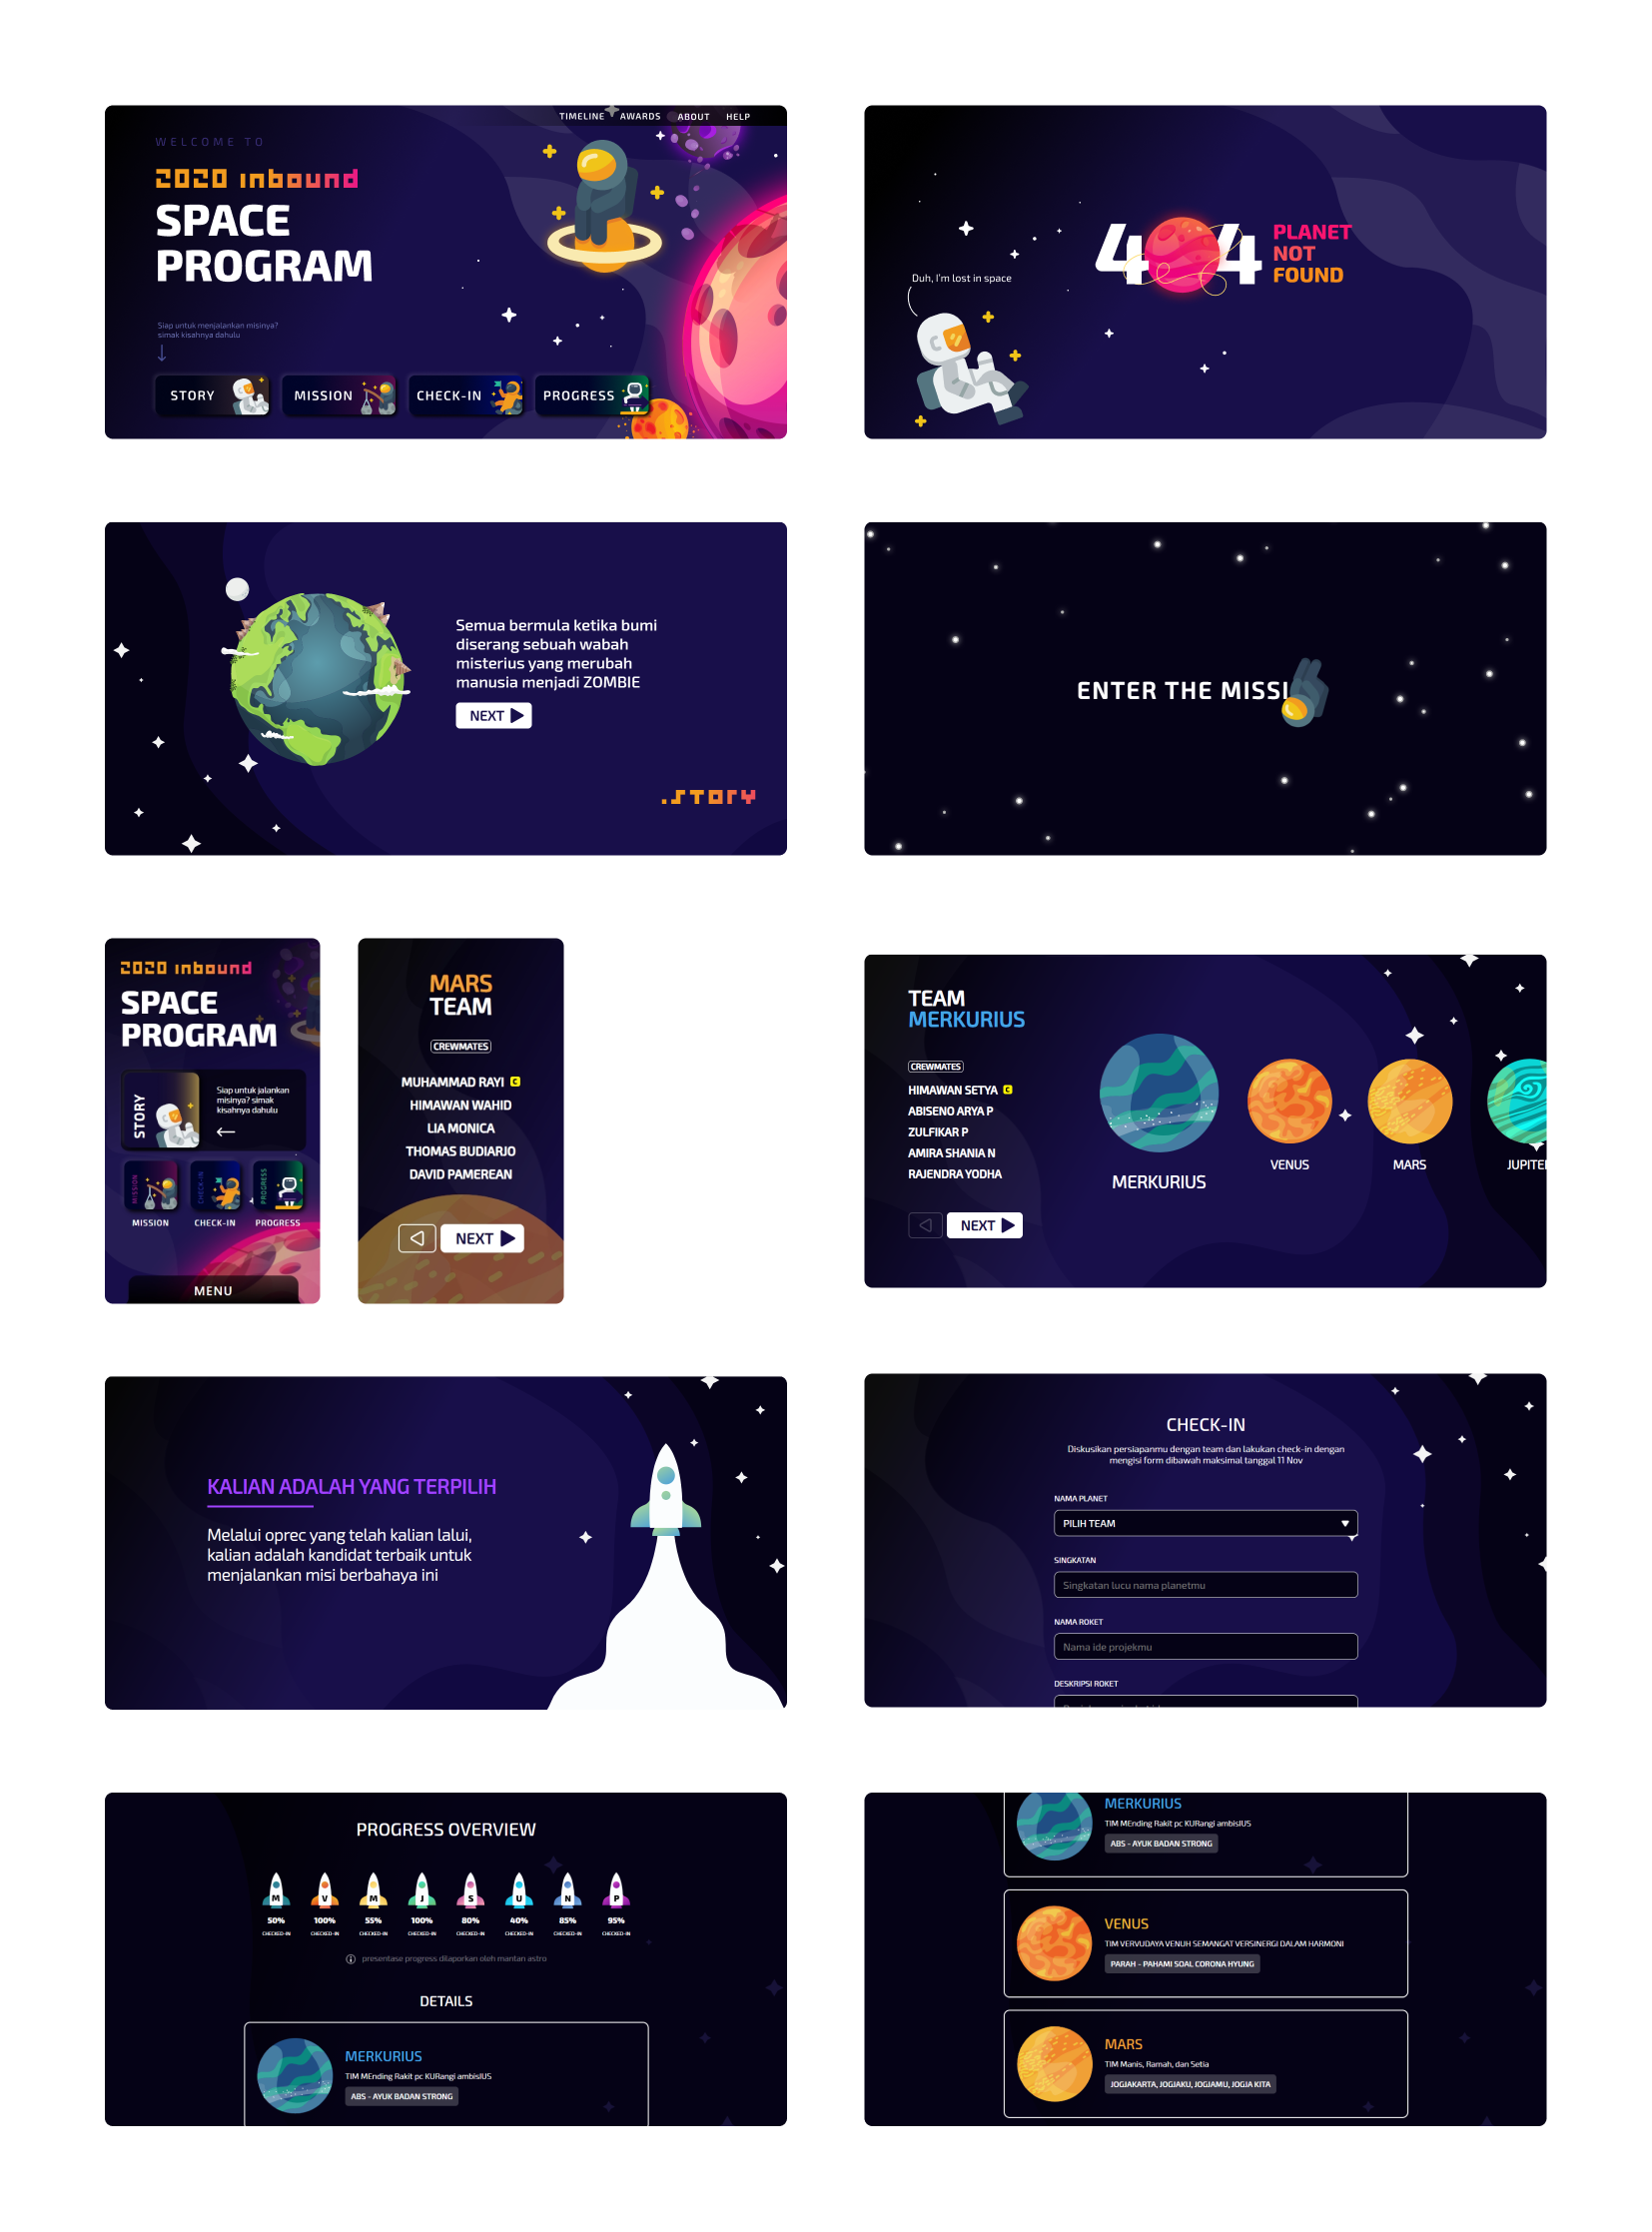 TIMELINE AWARDS ABOUT HELP
WELCOME TO
2020 inbound
SPACE
PROGRAM
Siap untuk menjalankan misinya?
simak kisahnya dahulu
STORY MISSION CHECK-IN PROGRESS
404
PLANET
NOT
FOUND
Duh, I'm lost in space
Semua bermula ketika bumi
diserang sebuah wabah
misterius yang merubah
manusia menjadi ZOMBIE
NEXT
.STORY
ENTER THE MISSI
2020 inbound
SPACE
PROGRAM
STORY
Siap untuk jalankan
misinya? simak
kisahnya dahulu
MISSION CHECK-IN PROGRESS
MISSION CHECK-IN PROGRESS
MENU
MARS
TEAM
CREWMATES
MUHAMMAD RAYI C
HIMAWAN WAHID
LIA MONICA
THOMAS BUDIARJO
DAVID PAMEREAN
NEXT
TEAM
MERKURIUS
CREWMATES
HIMAWAN SETYA C
ABISENO ARYA P
ZULFIKAR P
AMIRA SHANIA N
RAJENDRA YODHA
NEXT
MERKURIUS
VENUS
MARS
JUPITE
KALIAN ADALAH YANG TERPILIH
Melalui oprec yang telah kalian lalui,
kalian adalah kandidat terbaik untuk
menjalankan misi berbahaya ini
CHECK-IN
Diskusikan persiapanmu dengan team dan lakukan check-in dengan
mengisi form dibawah maksimal tanggal 11 Nov
NAMA PLANET
PILIH TEAM
SINGKATAN
Singkatan lucu nama planetmu
NAMA ROKET
Nama ide projekmu
DESKRIPSI ROKET
PROGRESS OVERVIEW
M V M J S U N P
50% 100% 55% 100% 80% 40% 85% 95%
CHECKED-IN CHECKED-IN CHECKED-IN CHECKED-IN CHECKED-IN CHECKED-IN CHECKED-IN CHECKED-IN
presentase progress dilaporkan oleh mantan astro
DETAILS
MERKURIUS
TIM MEnding Rakit pc KURangi ambisIUS
ABS - AYUK BADAN STRONG
MERKURIUS
TIM MEnding Rakit pc KURangi ambisIUS
ABS - AYUK BADAN STRONG
VENUS
TIM VERVUDAYA VENUH SEMANGAT VERSINERGI DALAM HARMONI
PARAH - PAHAMI SOAL CORONA HYUNG
MARS
TIM Manis, Ramah, dan Setia
JOGJAKARTA, JOGJAKU, JOGJAMU, JOGJA KITA